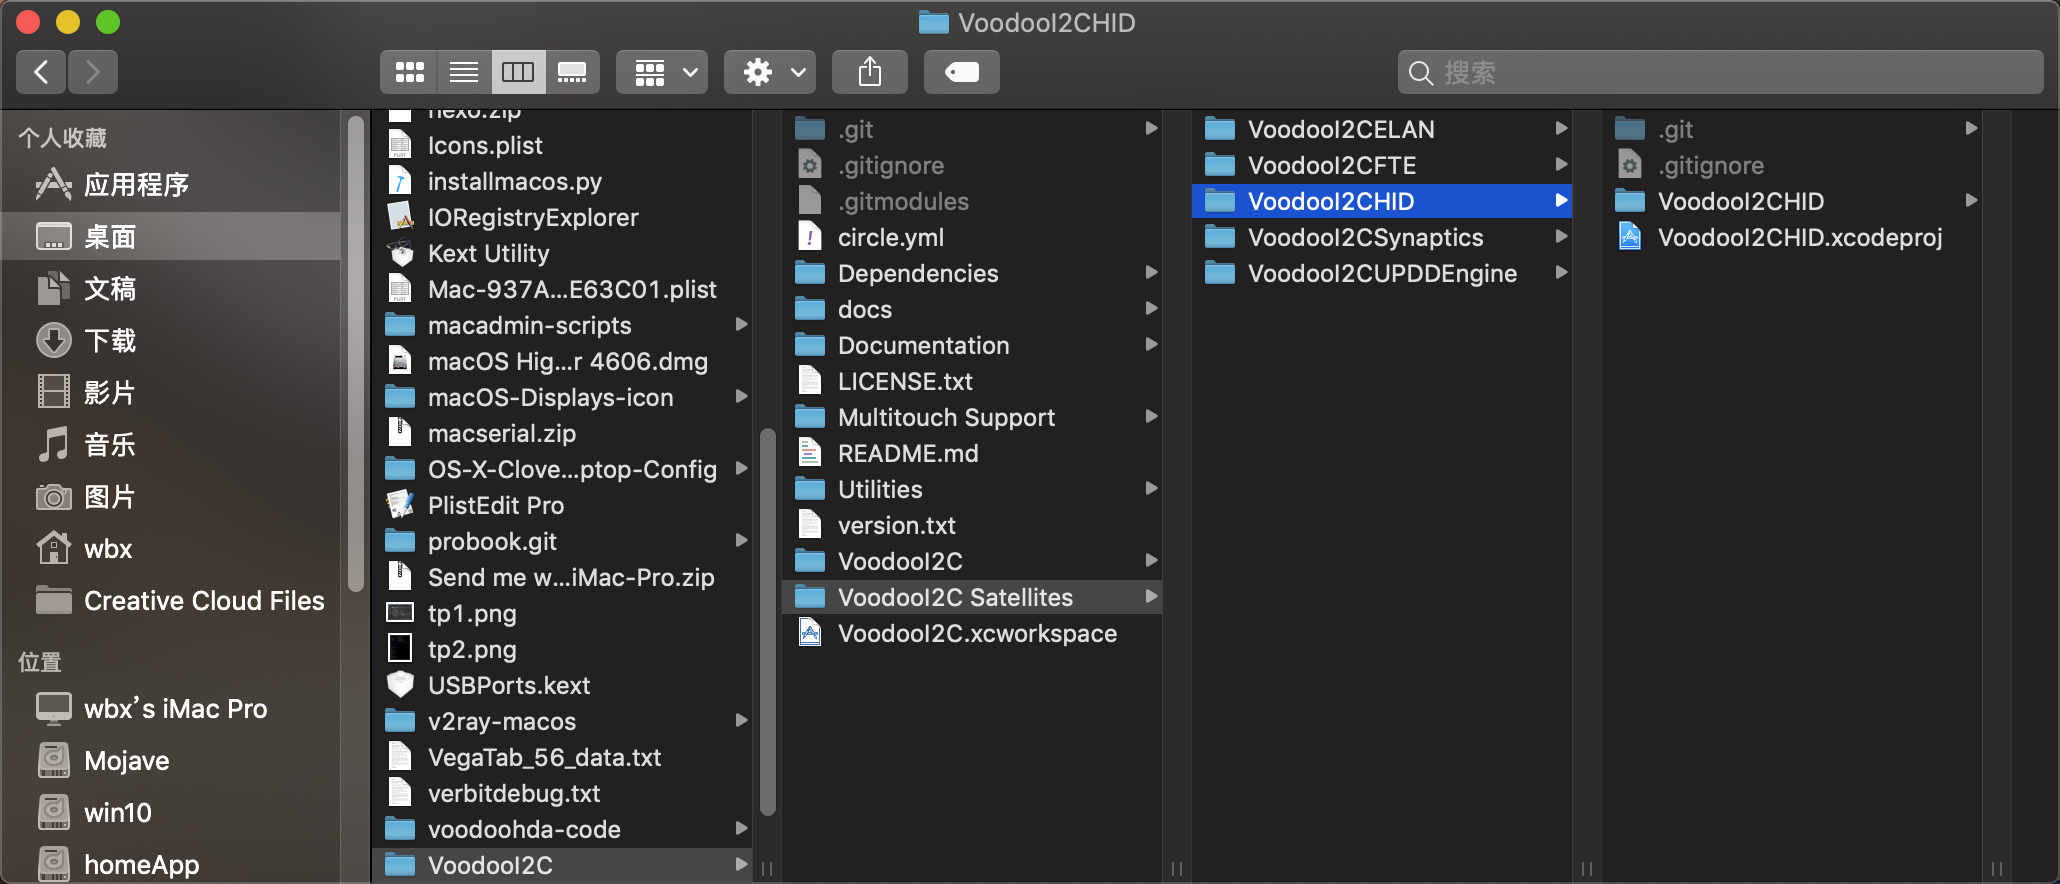 VoodooI2CHID
搜索
个人收藏
应用程序
桌面
文稿
下载
影片
音乐
图片
wbx
Creative Cloud Files
位置
wbx’s iMac Pro
Mojave
win10
homeApp
hexo.zip
Icons.plist
installmacos.py
IORegistryExplorer
Kext Utility
Mac-937A...E63C01.plist
macadmin-scripts
macOS Hig...r 4606.dmg
macOS-Displays-icon
macserial.zip
OS-X-Clove...ptop-Config
PlistEdit Pro
probook.git
Send me w...iMac-Pro.zip
tp1.png
tp2.png
USBPorts.kext
v2ray-macos
VegaTab_56_data.txt
verbitdebug.txt
voodoohda-code
VoodooI2C
.git
.gitignore
.gitmodules
circle.yml
Dependencies
docs
Documentation
LICENSE.txt
Multitouch Support
README.md
Utilities
version.txt
VoodooI2C
VoodooI2C Satellites
VoodooI2C.xcworkspace
VoodooI2CELAN
VoodooI2CFTE
VoodooI2CHID
VoodooI2CSynaptics
VoodooI2CUPDDEngine
.git
.gitignore
VoodooI2CHID
VoodooI2CHID.xcodeproj